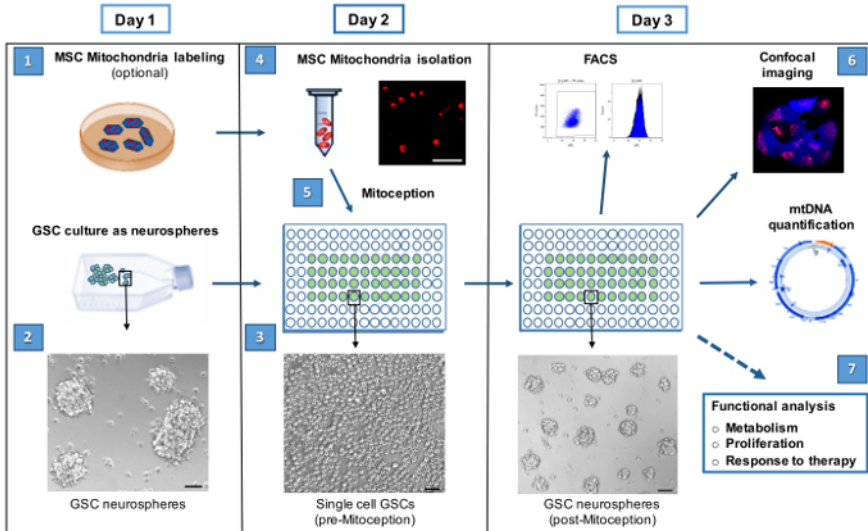 Day 1
Day 2
Day 3
1
MSC Mitochondria labeling
(optional)
GSC culture as neurospheres
2
GSC neurospheres
4
MSC Mitochondria isolation
5
Mitoception
3
Single cell GSCs
(pre-Mitoception)
FACS
Confocal
imaging
6
mtDNA
quantification
7
Functional analysis
Metabolism
Proliferation
Response to therapy
GSC neurospheres
(post-Mitoception)